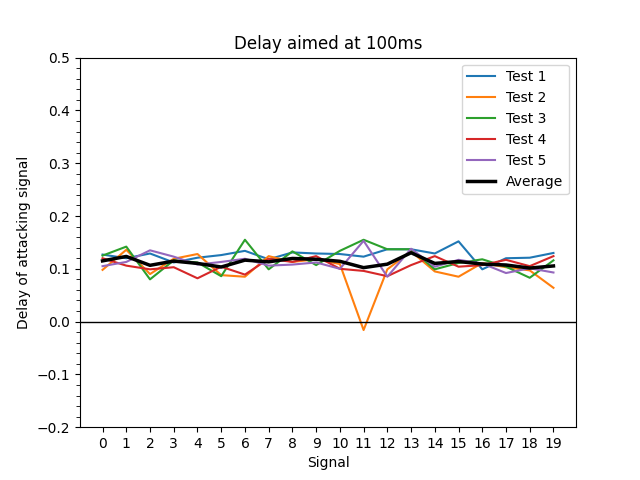 Delay aimed at 100ms
Delay of attacking signal
0.5
0.4
0.3
0.2
0.1
0.0
−0.1
−0.2
Test 1
Test 2
Test 3
Test 4
Test 5
Average
0 1 2 3 4 5 6 7 8 9 10 11 12 13 14 15 16 17 18 19
Signal